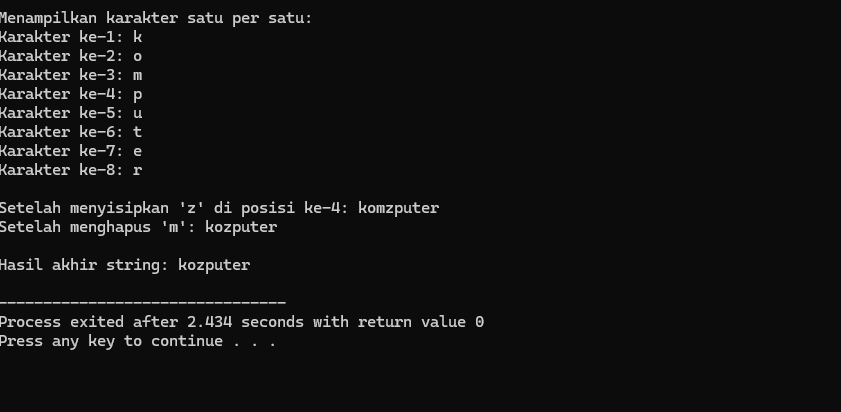 Menampilkan karakter satu per satu:
Karakter ke-1: k
Karakter ke-2: o
Karakter ke-3: m
Karakter ke-4: p
Karakter ke-5: u
Karakter ke-6: t
Karakter ke-7: e
Karakter ke-8: r
Setelah menyisipkan 'z' di posisi ke-4: komzputer
Setelah menghapus 'm': kozputer
Hasil akhir string: kozputer
--------------------------------
Process exited after 2.434 seconds with return value 0
Press any key to continue . . .